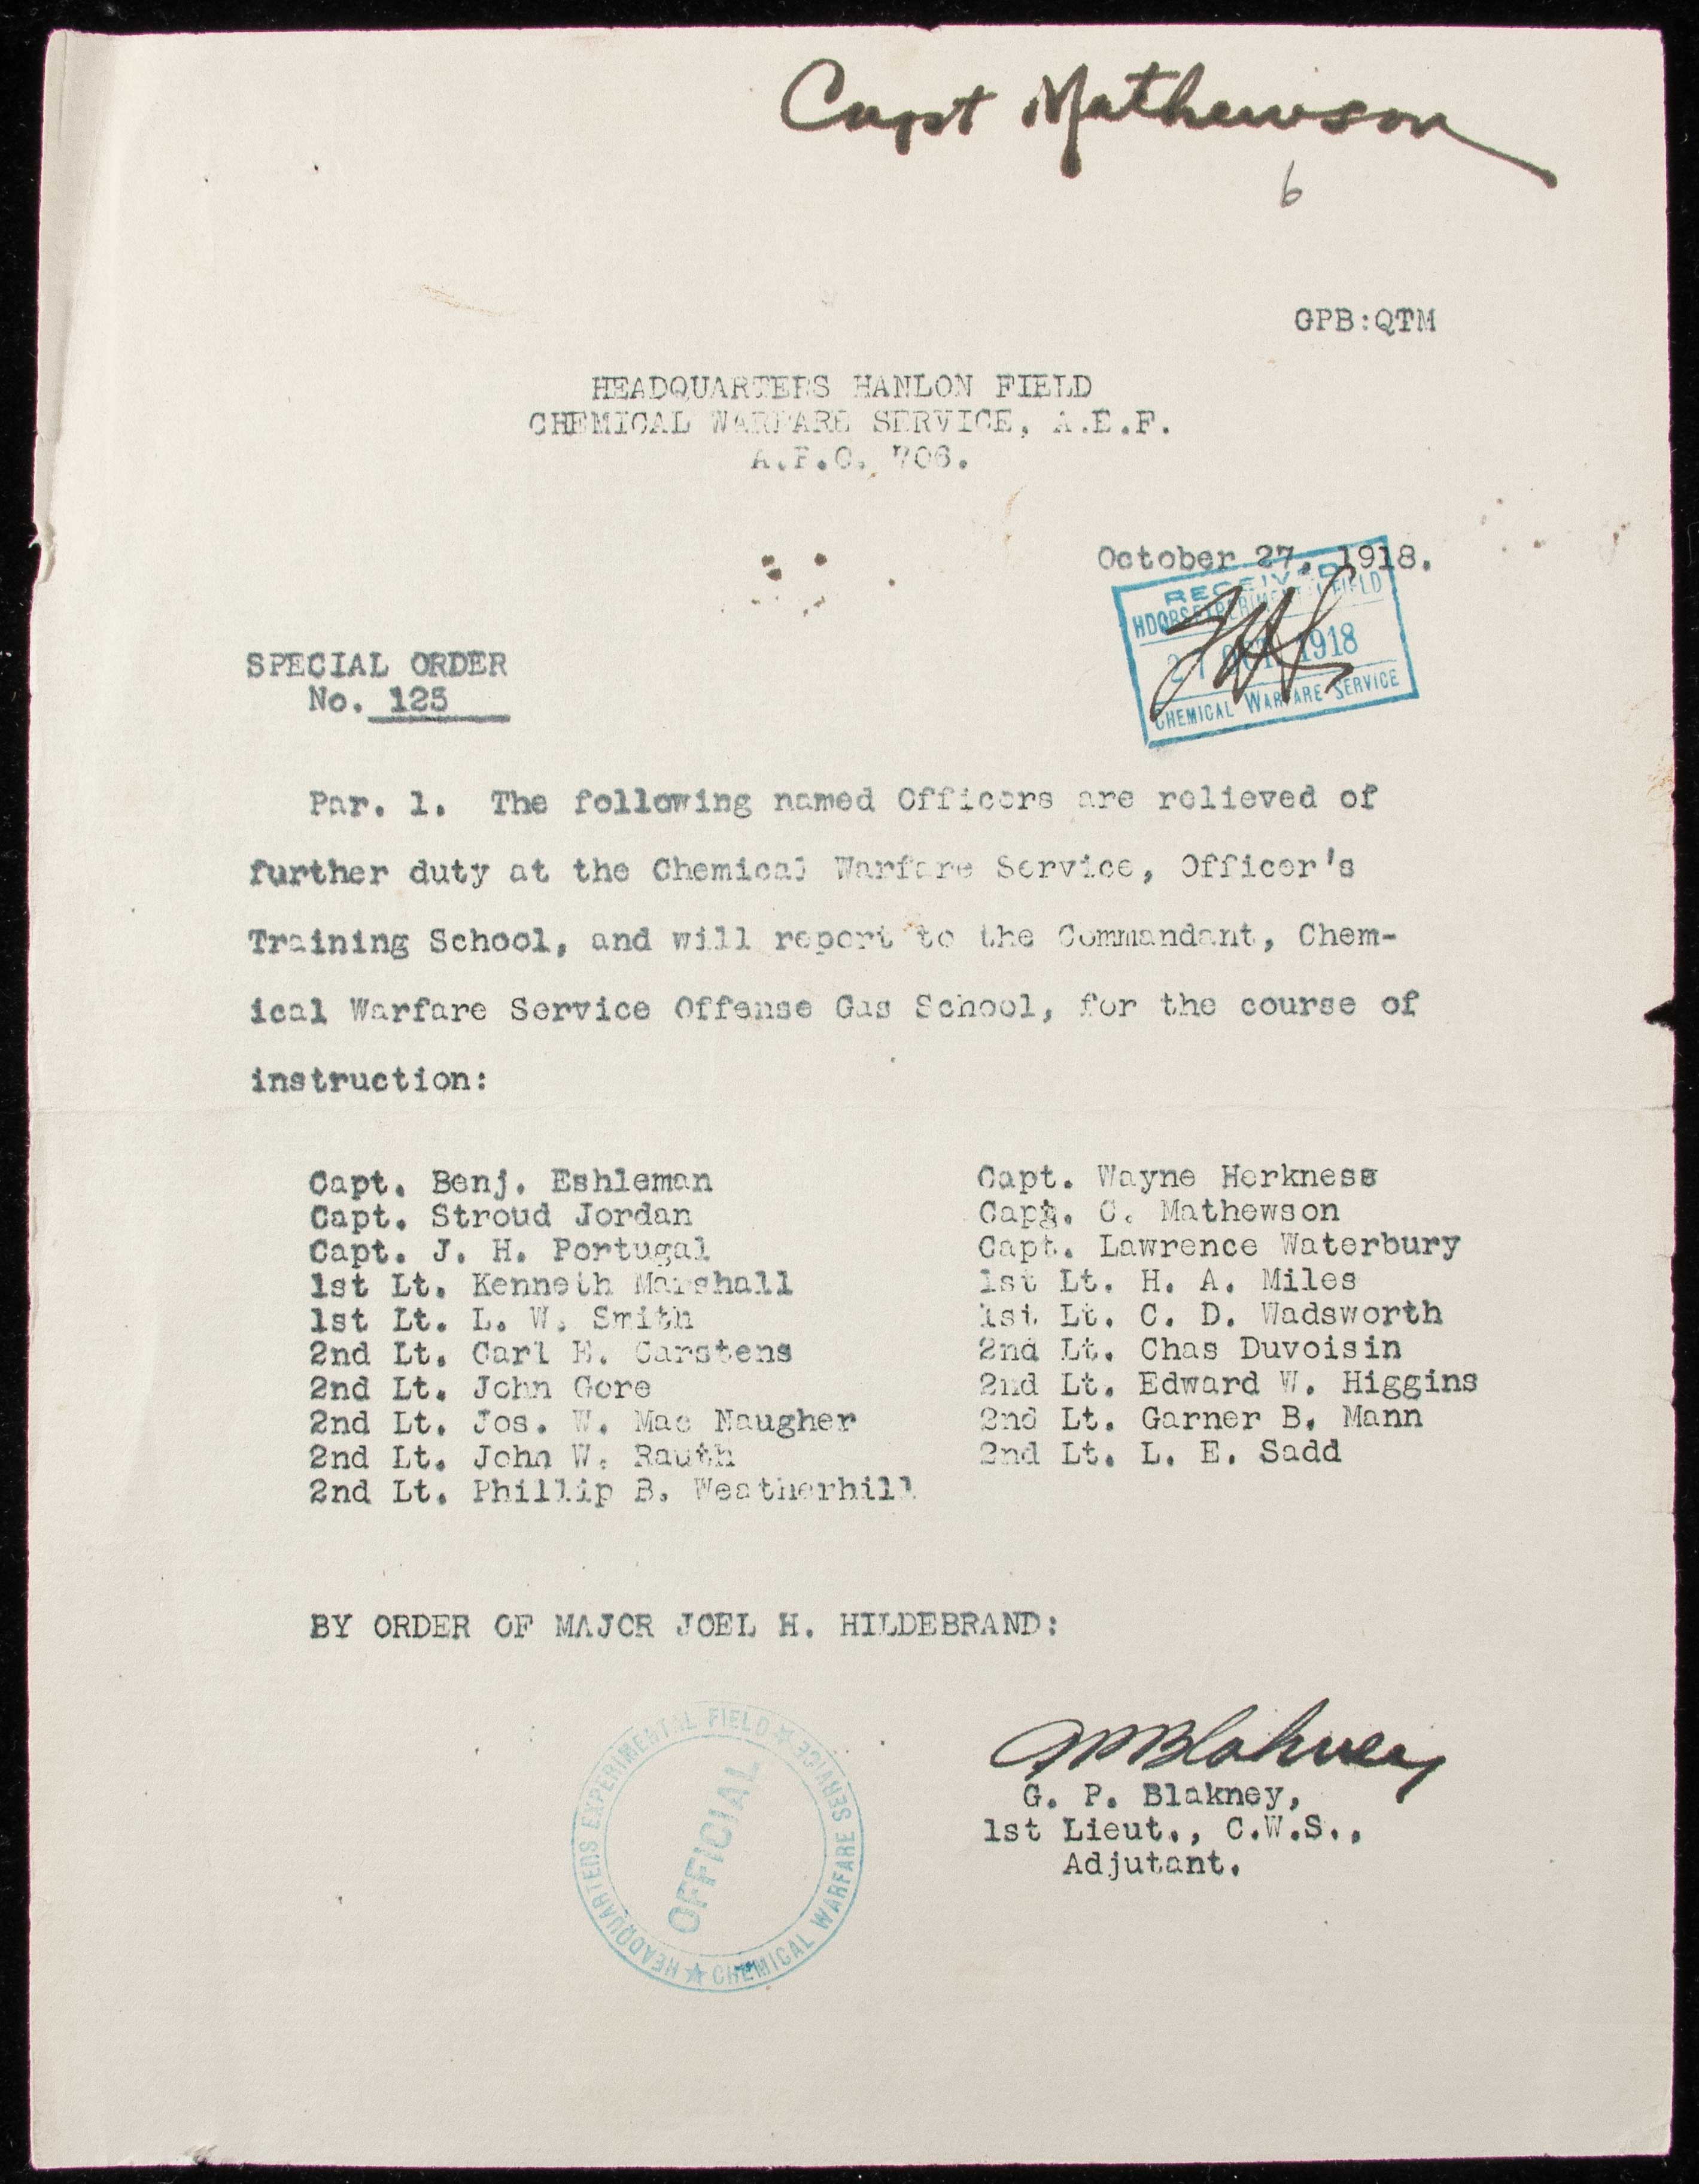 Capt Mathewson
6
GPB:QTM
HEADQUARTERS HANLON FIELD
CHEMICAL WARFARE SERVICE, A.E.F.
A.P.O. 706.
October 27, 1918.
RECEIVED
HDQRS EXPERIMENTAL FIELD
27 OCT 1918
CHEMICAL WARFARE SERVICE
SPECIAL ORDER
No. 125
Par. 1. The following named Officers are relieved of
further duty at the Chemical Warfare Service, Officer's
Training School, and will report to the Commandant, Chem-
ical Warfare Service Offense Gas School, for the course of
instruction:
Capt. Benj. Eshleman
Capt. Stroud Jordan
Capt. J. H. Portugal
1st Lt. Kenneth Marshall
1st Lt. L. W. Smith
2nd Lt. Carl E. Carstens
2nd Lt. John Gore
2nd Lt. Jos. W. Mac Naugher
2nd Lt. John W. Rauth
2nd Lt. Phillip B. Weatherhill
Capt. Wayne Herkness
Capt. C. Mathewson
Capt. Lawrence Waterbury
1st Lt. H. A. Miles
1st Lt. C. D. Wadsworth
2nd Lt. Chas Duvoisin
2nd Lt. Edward W. Higgins
2nd Lt. Garner B. Mann
2nd Lt. L. E. Sadd
BY ORDER OF MAJOR JOEL H. HILDEBRAND:
HEADQUARTERS EXPERIMENTAL FIELD
CHEMICAL WARFARE SERVICE
OFFICIAL
GPBlakney
G. P. Blakney,
1st Lieut., C.W.S.,
Adjutant.